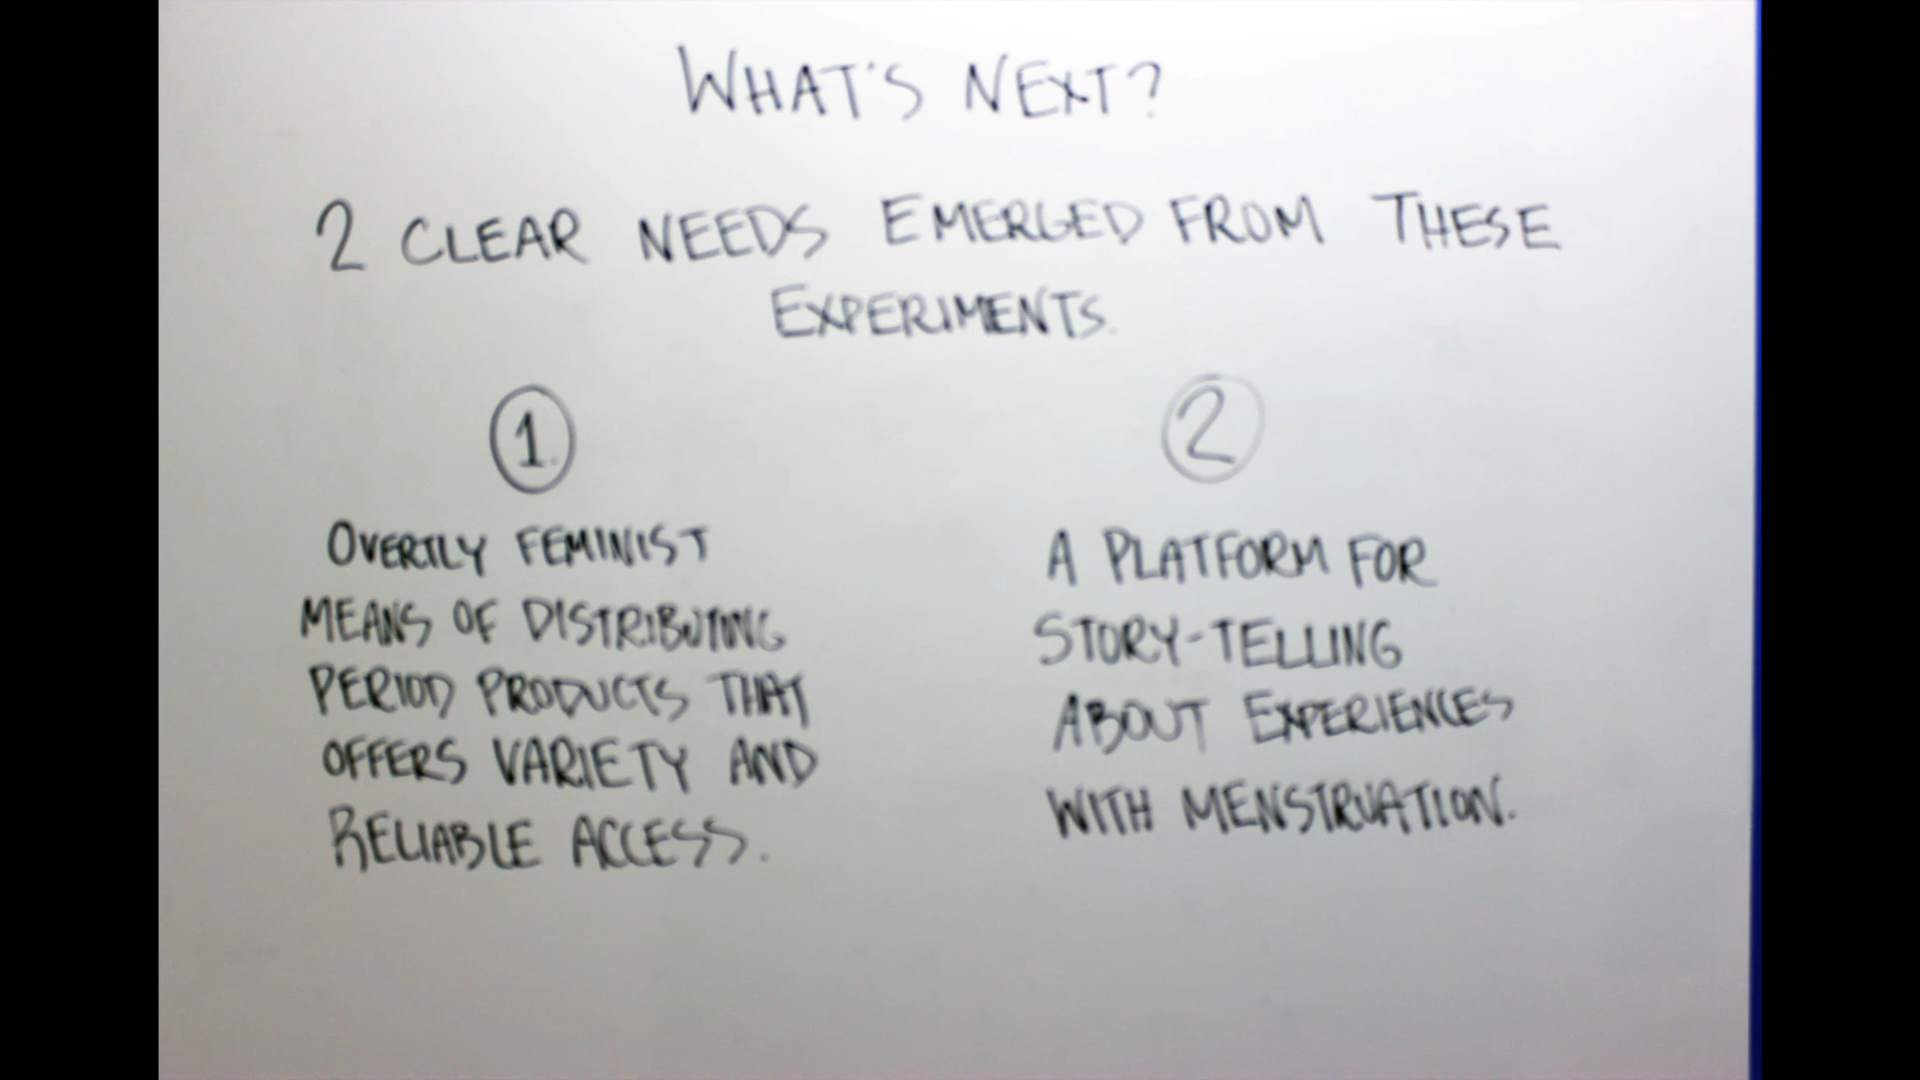 WHAT'S NEXT?
2 CLEAR NEEDS EMERGED FROM THESE
EXPERIMENTS.
1.
OVERTLY FEMINIST
MEANS OF DISTRIBUTING
PERIOD PRODUCTS THAT
OFFERS VARIETY AND
RELIABLE ACCESS.
2
A PLATFORM FOR
STORY-TELLING
ABOUT EXPERIENCES
WITH MENSTRUATION.